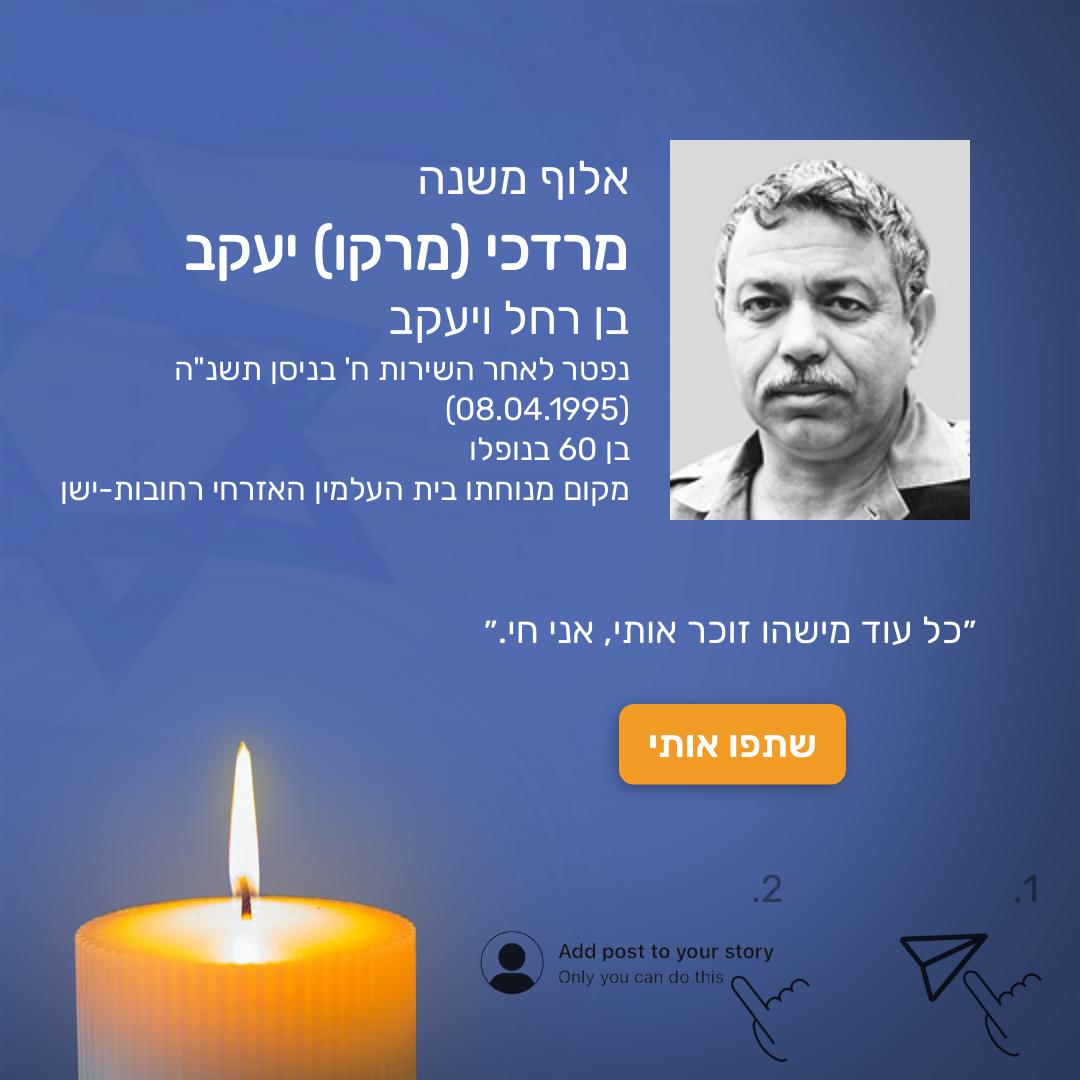 אלוף משנה
מרדכי (מרקו) יעקב
בן רחל ויעקב
נפטר לאחר השירות ח' בניסן תשנ"ה
(08.04.1995)
בן 60 בנופלו
מקום מנוחתו בית העלמין האזרחי רחובות-ישן
״כל עוד מישהו זוכר אותי, אני חי.״
שתפו אותי
1.
2.
Add post to your story
Only you can do this